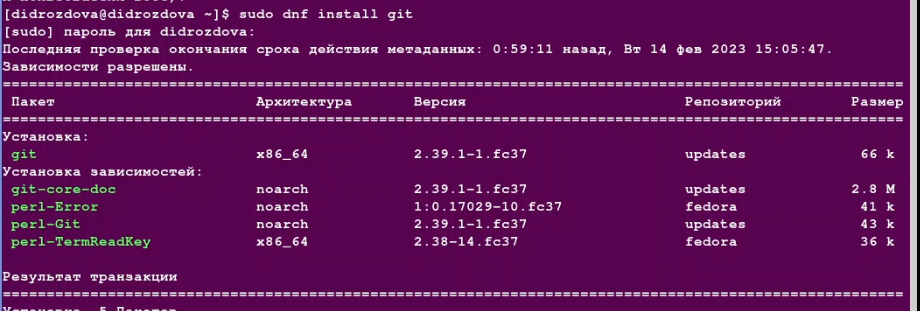 [didrozdova@didrozdova ~]$ sudo dnf install git
[sudo] пароль для didrozdova:
Последняя проверка окончания срока действия метаданных: 0:59:11 назад, Вт 14 фев 2023 15:05:47.
Зависимости разрешены.
Пакет Архитектура Версия Репозиторий Размер
Установка:
git x86_64 2.39.1-1.fc37 updates 66 k
Установка зависимостей:
git-core-doc noarch 2.39.1-1.fc37 updates 2.8 M
perl-Error noarch 1:0.17029-10.fc37 fedora 41 k
perl-Git noarch 2.39.1-1.fc37 updates 43 k
perl-TermReadKey x86_64 2.38-14.fc37 fedora 36 k
Результат транзакции
Установка 5 Пакетов